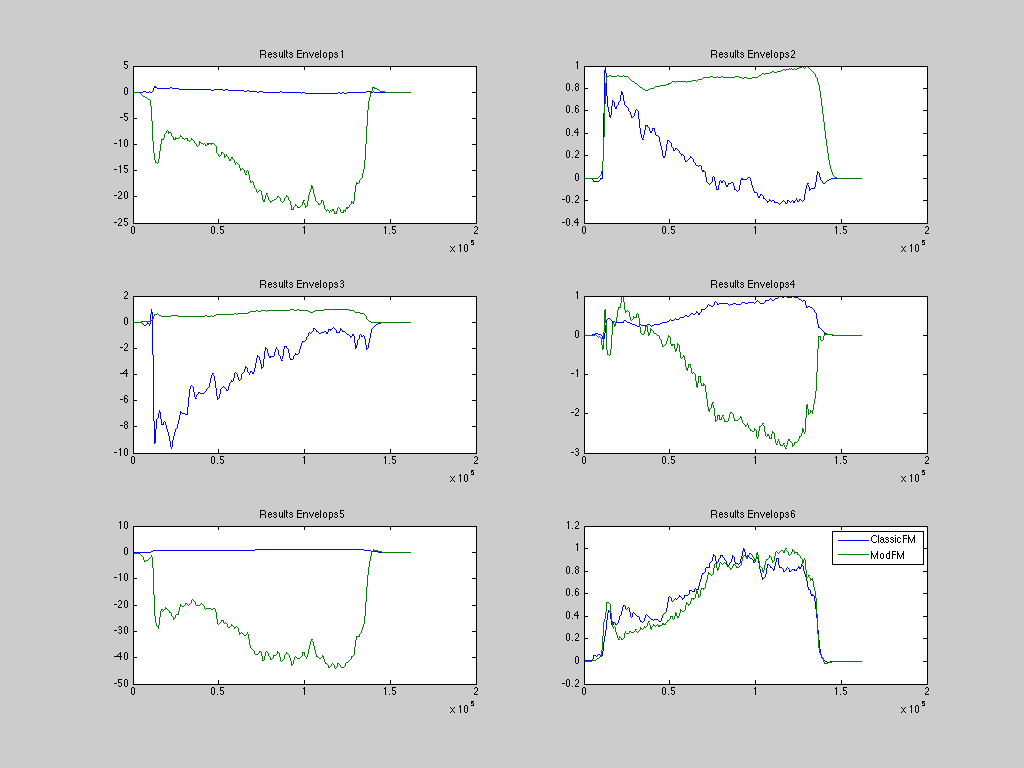 Results Envelops1
5
0
-5
-10
-15
-20
-25
0 0.5 1 1.5 2
x 10^5
Results Envelops2
1
0.8
0.6
0.4
0.2
0
-0.2
-0.4
0 0.5 1 1.5 2
x 10^5
Results Envelops3
2
0
-2
-4
-6
-8
-10
0 0.5 1 1.5 2
x 10^5
Results Envelops4
1
0
-1
-2
-3
0 0.5 1 1.5 2
x 10^5
Results Envelops5
10
0
-10
-20
-30
-40
-50
0 0.5 1 1.5 2
x 10^5
Results Envelops6
1.2
1
0.8
0.6
0.4
0.2
0
-0.2
0 0.5 1 1.5 2
x 10^5
ClassicFM
ModFM